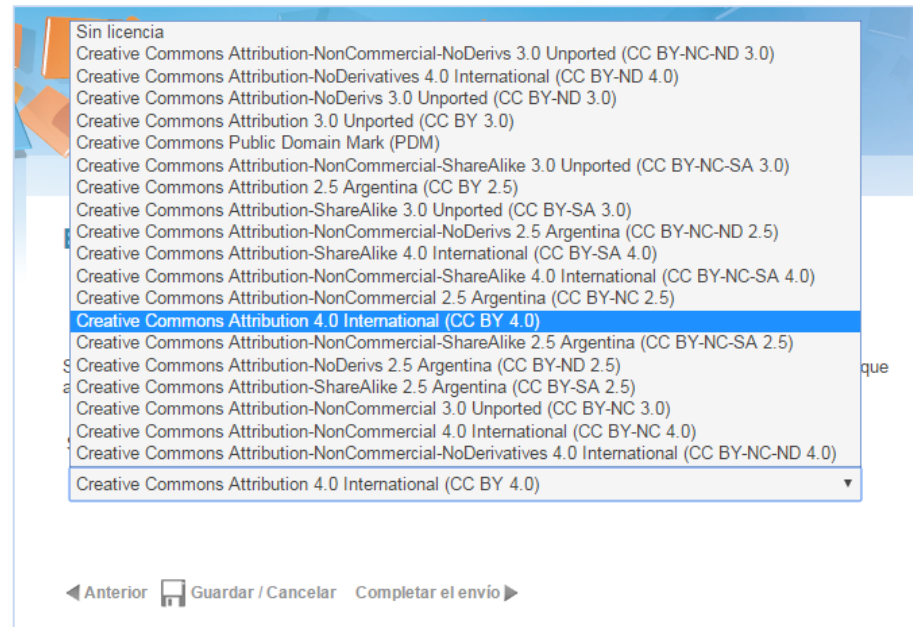 Sin licencia
Creative Commons Attribution-NonCommercial-NoDerivs 3.0 Unported (CC BY-NC-ND 3.0)
Creative Commons Attribution-NoDerivatives 4.0 International (CC BY-ND 4.0)
Creative Commons Attribution-NoDerivs 3.0 Unported (CC BY-ND 3.0)
Creative Commons Attribution 3.0 Unported (CC BY 3.0)
Creative Commons Public Domain Mark (PDM)
Creative Commons Attribution-NonCommercial-ShareAlike 3.0 Unported (CC BY-NC-SA 3.0)
Creative Commons Attribution 2.5 Argentina (CC BY 2.5)
Creative Commons Attribution-ShareAlike 3.0 Unported (CC BY-SA 3.0)
Creative Commons Attribution-NonCommercial-NoDerivs 2.5 Argentina (CC BY-NC-ND 2.5)
Creative Commons Attribution-ShareAlike 4.0 International (CC BY-SA 4.0)
Creative Commons Attribution-NonCommercial-ShareAlike 4.0 International (CC BY-NC-SA 4.0)
Creative Commons Attribution-NonCommercial 2.5 Argentina (CC BY-NC 2.5)
Creative Commons Attribution 4.0 International (CC BY 4.0)
Creative Commons Attribution-NonCommercial-ShareAlike 2.5 Argentina (CC BY-NC-SA 2.5)
Creative Commons Attribution-NoDerivs 2.5 Argentina (CC BY-ND 2.5)
que
Creative Commons Attribution-ShareAlike 2.5 Argentina (CC BY-SA 2.5)
Creative Commons Attribution-NonCommercial 3.0 Unported (CC BY-NC 3.0)
Creative Commons Attribution-NonCommercial 4.0 International (CC BY-NC 4.0)
Creative Commons Attribution-NonCommercial-NoDerivatives 4.0 International (CC BY-NC-ND 4.0)
Creative Commons Attribution 4.0 International (CC BY 4.0)
Anterior Guardar / Cancelar Completar el envío